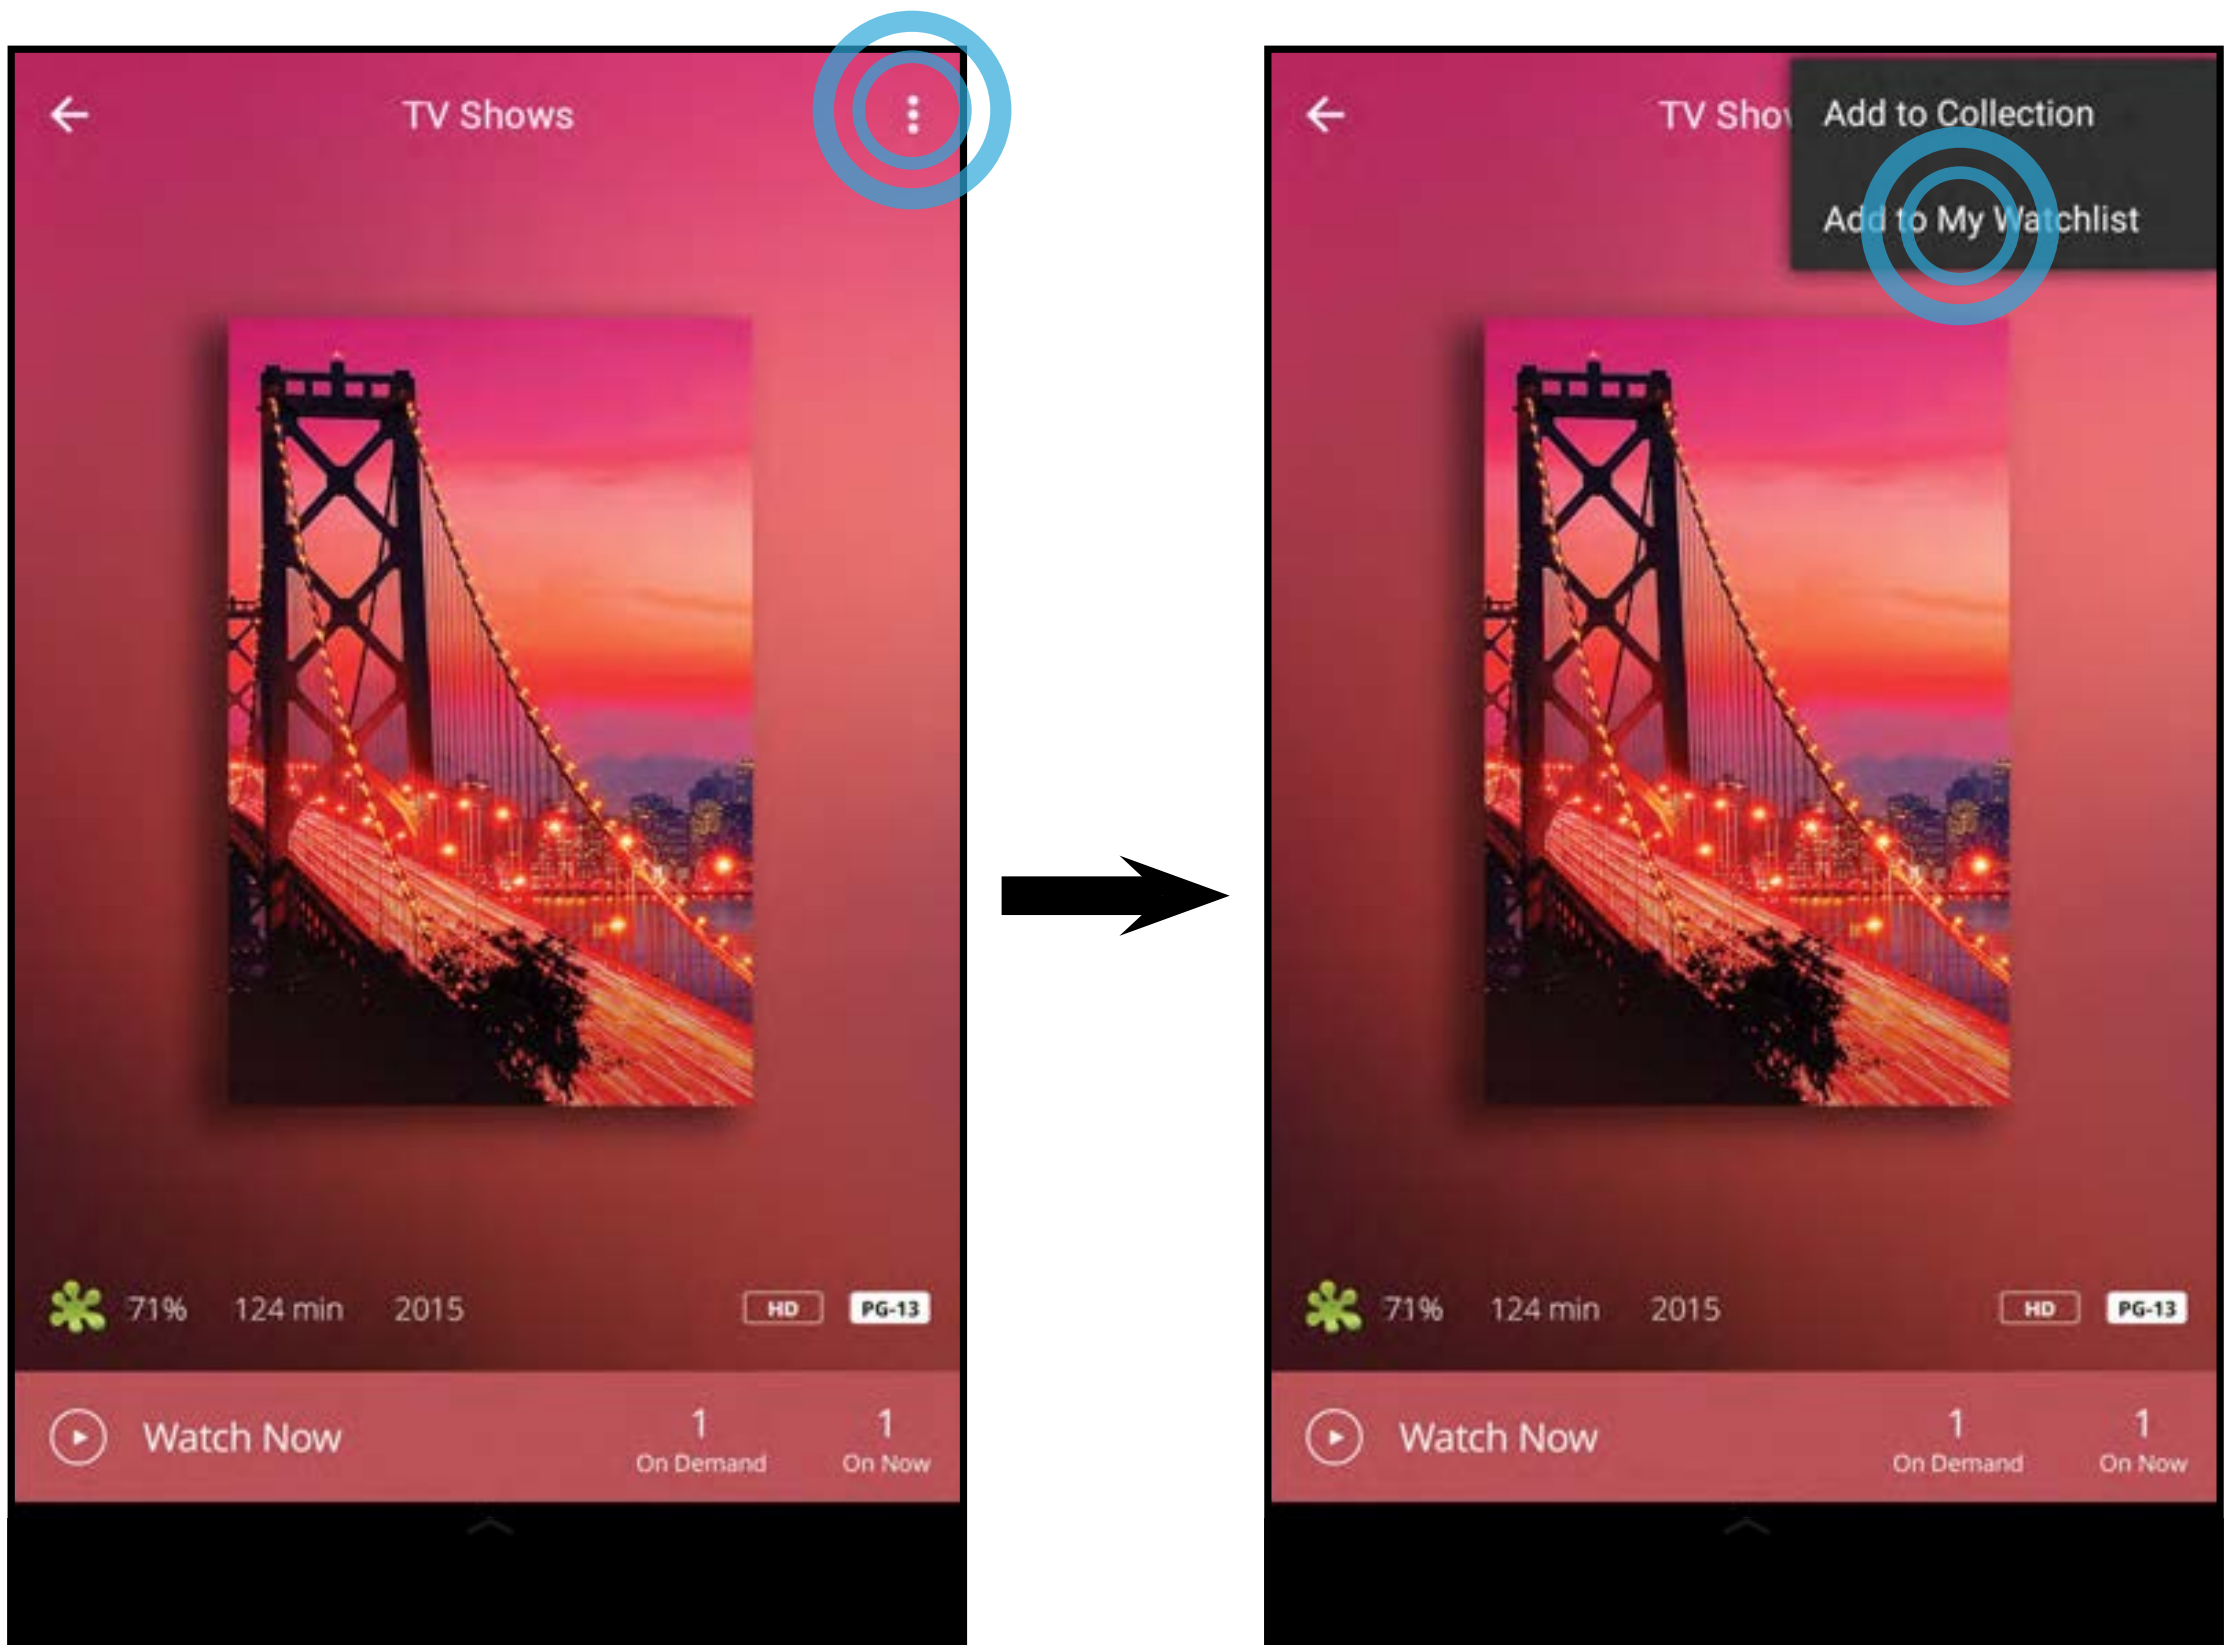 TV Shows
71% 124 min 2015 HD PG-13
Watch Now
1 On Demand
1 On Now
TV Shov
Add to Collection
Add to My Watchlist
71% 124 min 2015 HD PG-13
Watch Now
1 On Demand
1 On Now